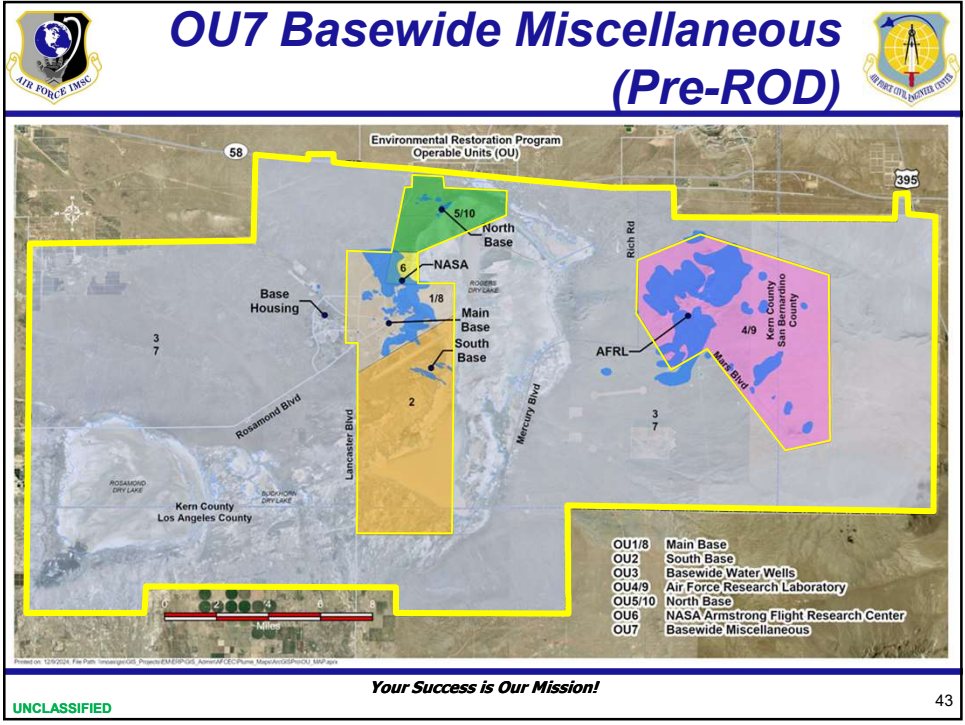 OU7 Basewide Miscellaneous
(Pre-ROD)
AIR FORCE IMSC
AIR FORCE CIVIL ENGINEER CENTER
Environmental Restoration Program
Operable Units (OU)
58
395
5/10
North
Base
Rich Rd
6
NASA
ROGERS
DRY LAKE
Base
Housing
1/8
Main
Base
South
Base
Kern County
San Bernardino
County
4/9
AFRL
Mars Blvd
3
7
2
Rosamond Blvd
Lancaster Blvd
Mercury Blvd
3
7
ROSAMOND
DRY LAKE
BUCKHORN
DRY LAKE
Kern County
Los Angeles County
OU1/8 Main Base
OU2 South Base
OU3 Basewide Water Wells
OU4/9 Air Force Research Laboratory
OU5/10 North Base
OU6 NASA Armstrong Flight Research Center
OU7 Basewide Miscellaneous
0 2 4 6 8
Miles
Printed on: 12/9/2024
Your Success is Our Mission!
UNCLASSIFIED
43